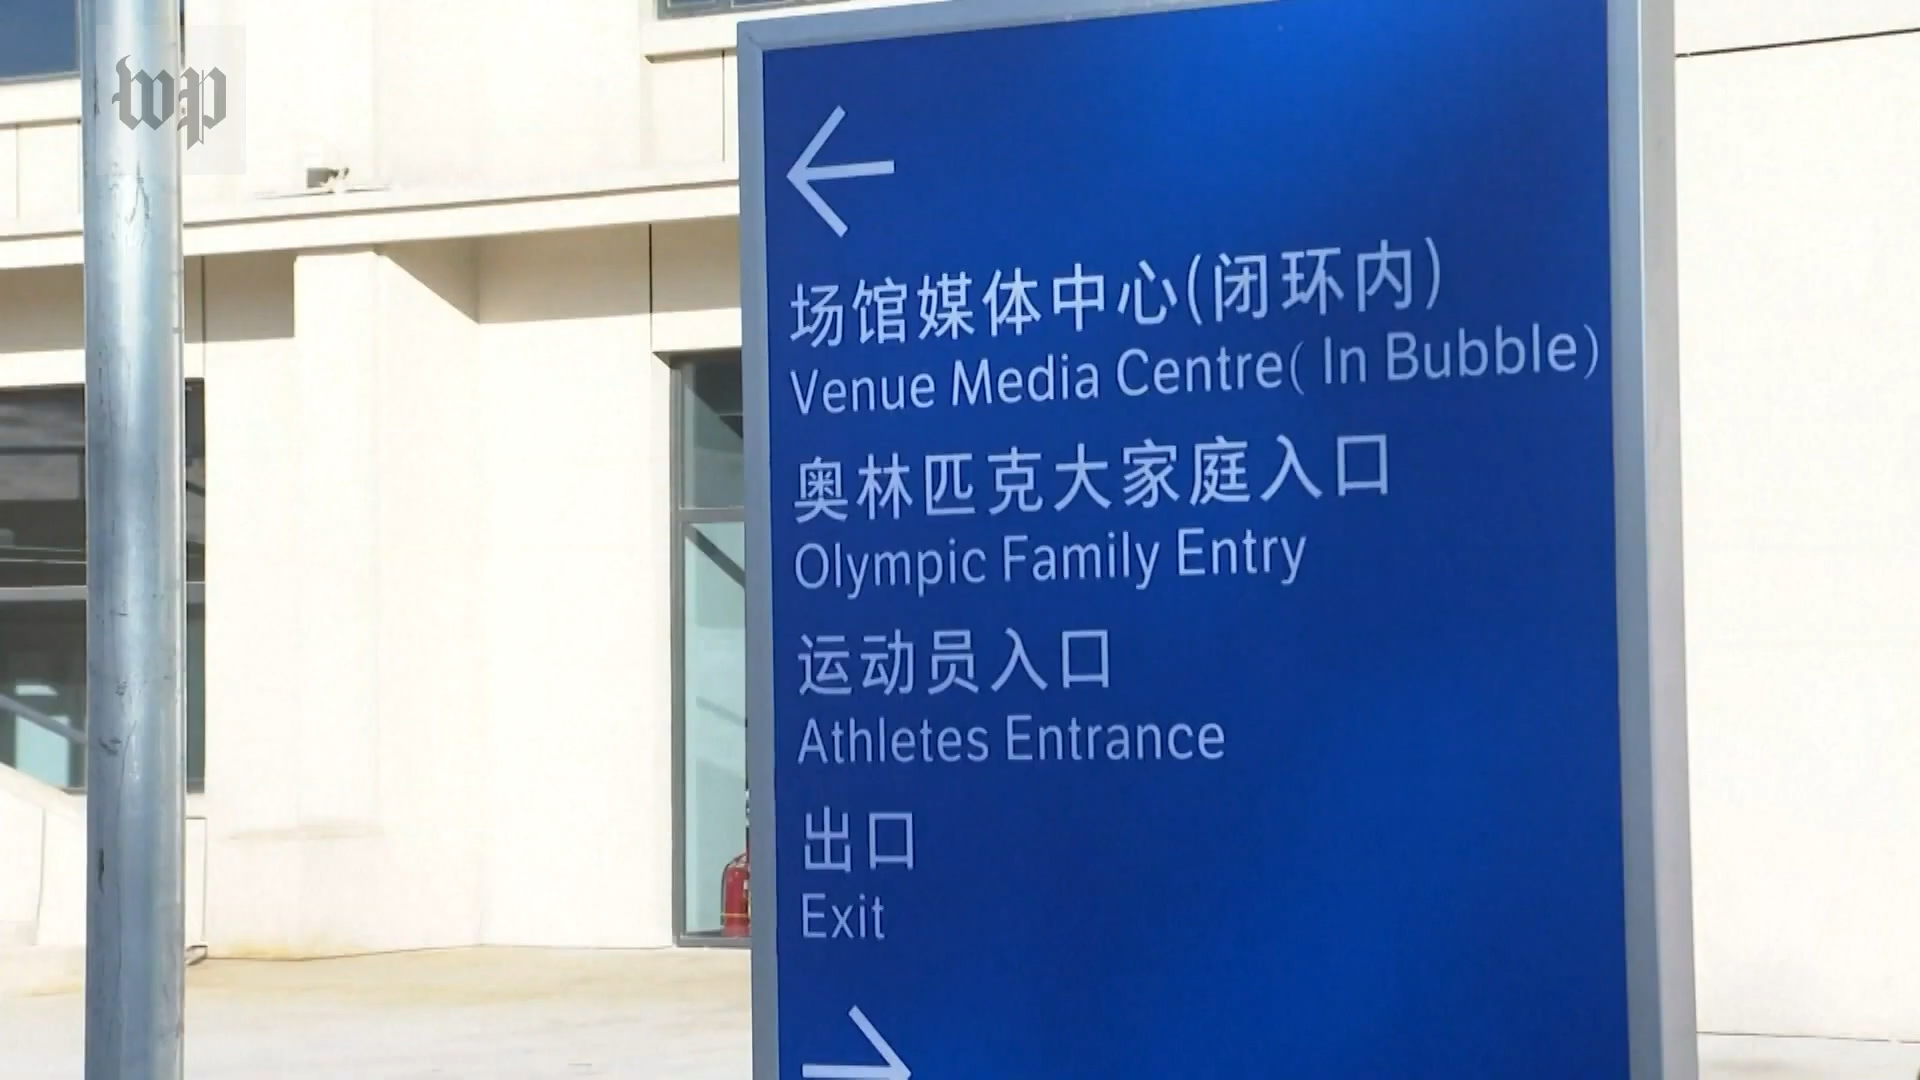 wp
场馆媒体中心(闭环内)
Venue Media Centre( In Bubble)
奥林匹克大家庭入口
Olympic Family Entry
运动员入口
Athletes Entrance
出口
Exit